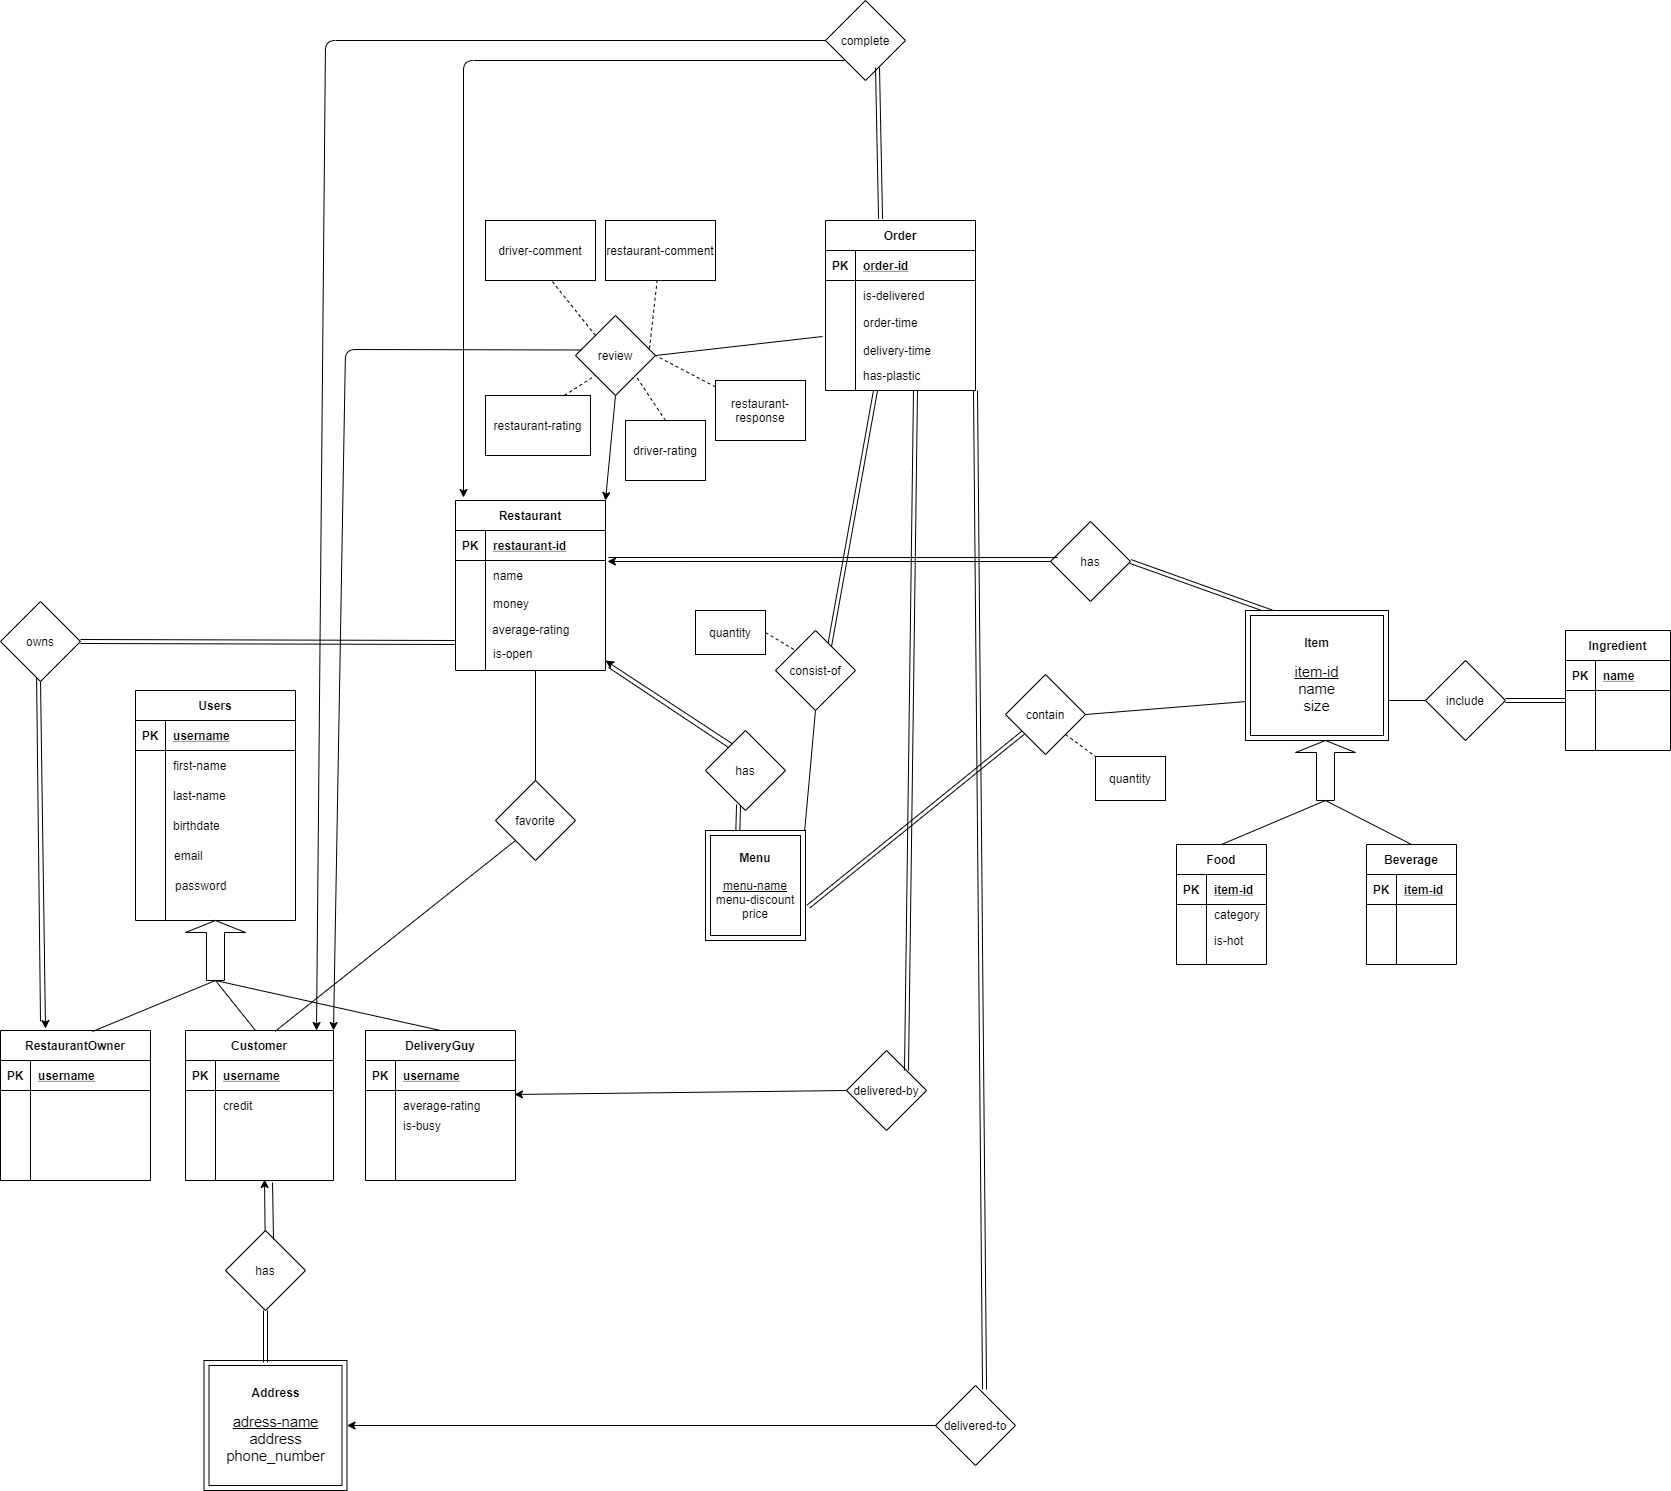 complete
driver-comment
restaurant-comment
Order
PK order-id
is-delivered
order-time
delivery-time
has-plastic
review
restaurant-rating
driver-rating
restaurant-
response
Restaurant
PK restaurant-id
name
money
average-rating
is-open
has
owns
quantity
consist-of
contain
quantity
Item
item-id
name
size
include
Ingredient
PK name
Users
PK username
first-name
last-name
birthdate
email
password
has
favorite
Menu
menu-name
menu-discount
price
Food
PK item-id
category
is-hot
Beverage
PK item-id
RestaurantOwner
PK username
Customer
PK username
credit
DeliveryGuy
PK username
average-rating
is-busy
delivered-by
has
Address
adress-name
address
phone_number
delivered-to